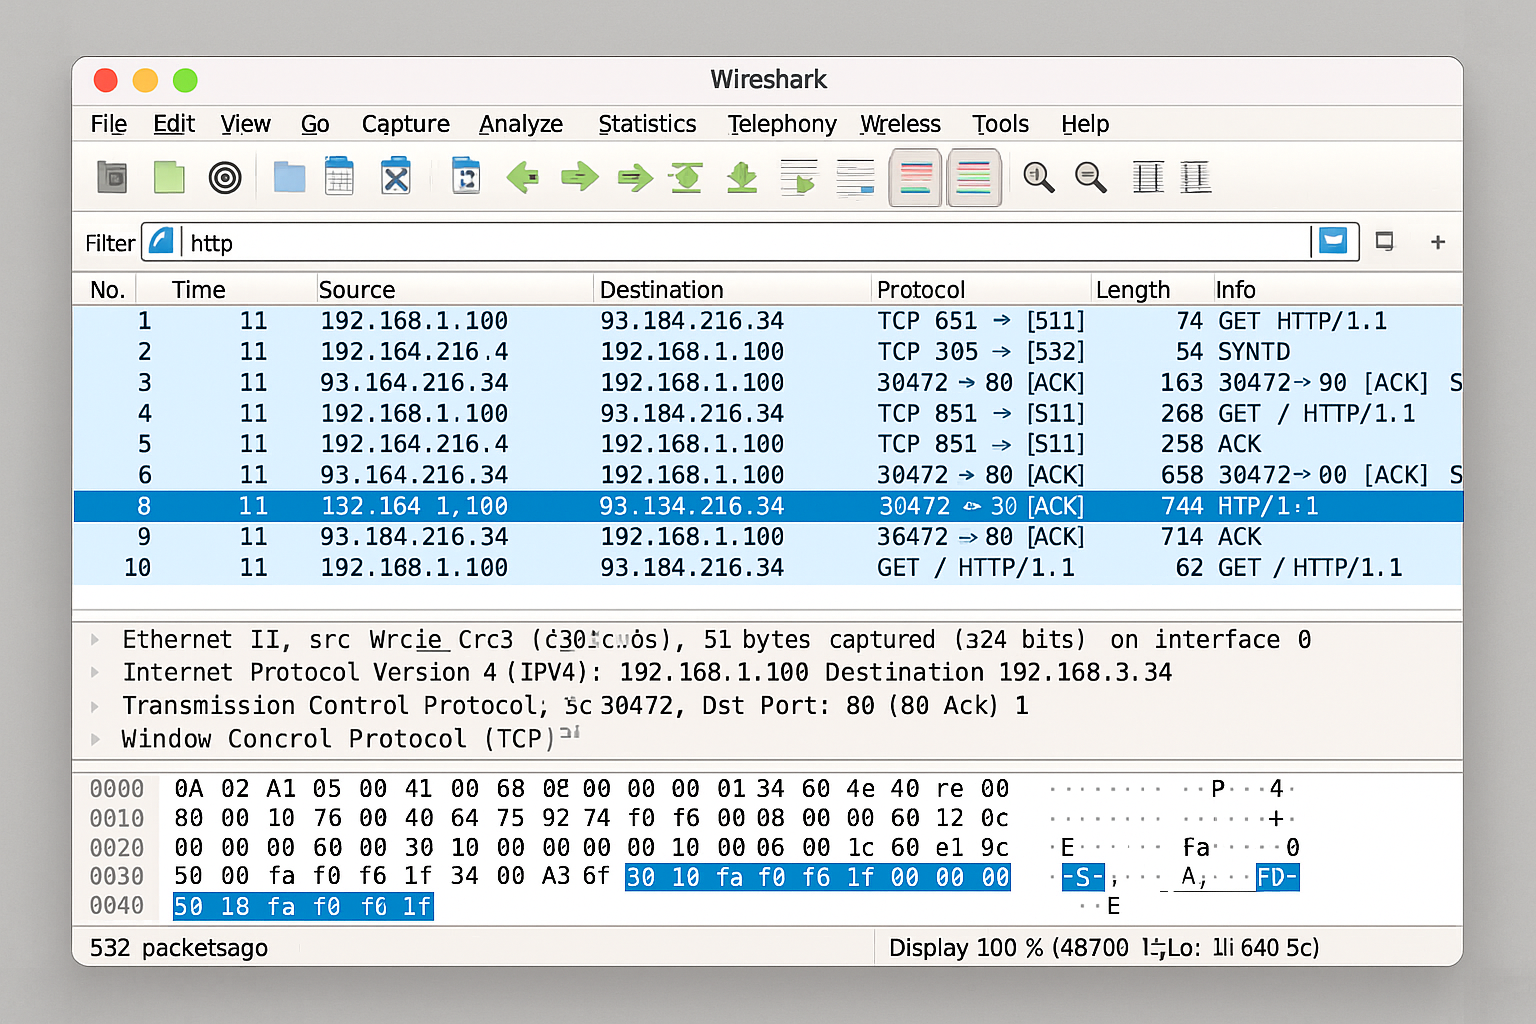 Wireshark
File Edit View Go Capture Analyze Statistics Telephony Wreless Tools Help
Filter http +
No. Time Source Destination Protocol Length Info
1 11 192.168.1.100 93.184.216.34 TCP 651 → [511] 74 GET HTTP/1.1
2 11 192.164.216.4 192.168.1.100 TCP 305 → [532] 54 SYNTD
3 11 93.164.216.34 192.168.1.100 30472 → 80 [ACK] 163 30472→ 90 [ACK] S
4 11 192.168.1.100 93.184.216.34 TCP 851 → [S11] 268 GET / HTTP/1.1
5 11 192.164.216.4 192.168.1.100 TCP 851 → [S11] 258 ACK
6 11 93.164.216.34 192.168.1.100 30472 → 80 [ACK] 658 30472→ 00 [ACK] S
8 11 132.164 1,100 93.134.216.34 30472 30 [ACK] 744 HTP/1:1
9 11 93.184.216.34 192.168.1.100 36472 → 80 [ACK] 714 ACK
10 11 192.168.1.100 93.184.216.34 GET / HTTP/1.1 62 GET / HTTP/1.1
Ethernet II, src Wrcie Crc3 51 bytes captured (324 bits) on interface 0
Internet Protocol Version 4 (IPV4): 192.168.1.100 Destination 192.168.3.34
Transmission Control Protocol; 30472, Dst Port: 80 (80 Ack) 1
Window Concrol Protocol (TCP)
0000 0A 02 A1 05 00 41 00 68 08 00 00 00 01 34 60 4e 40 re 00 P 4
0010 80 00 10 76 00 40 64 75 92 74 f0 f6 00 08 00 00 60 12 0c +
0020 00 00 00 60 00 30 10 00 00 00 00 10 00 06 00 1c 60 e1 9c E Fa 0
0030 50 00 fa f0 f6 1f 34 00 A3 6f 30 10 fa f0 f6 1f 00 00 00 -S-; A; FD-
0040 50 18 fa f0 f6 1f E
532 packetsago Display 100 % (48700 Lo: 640 5c)